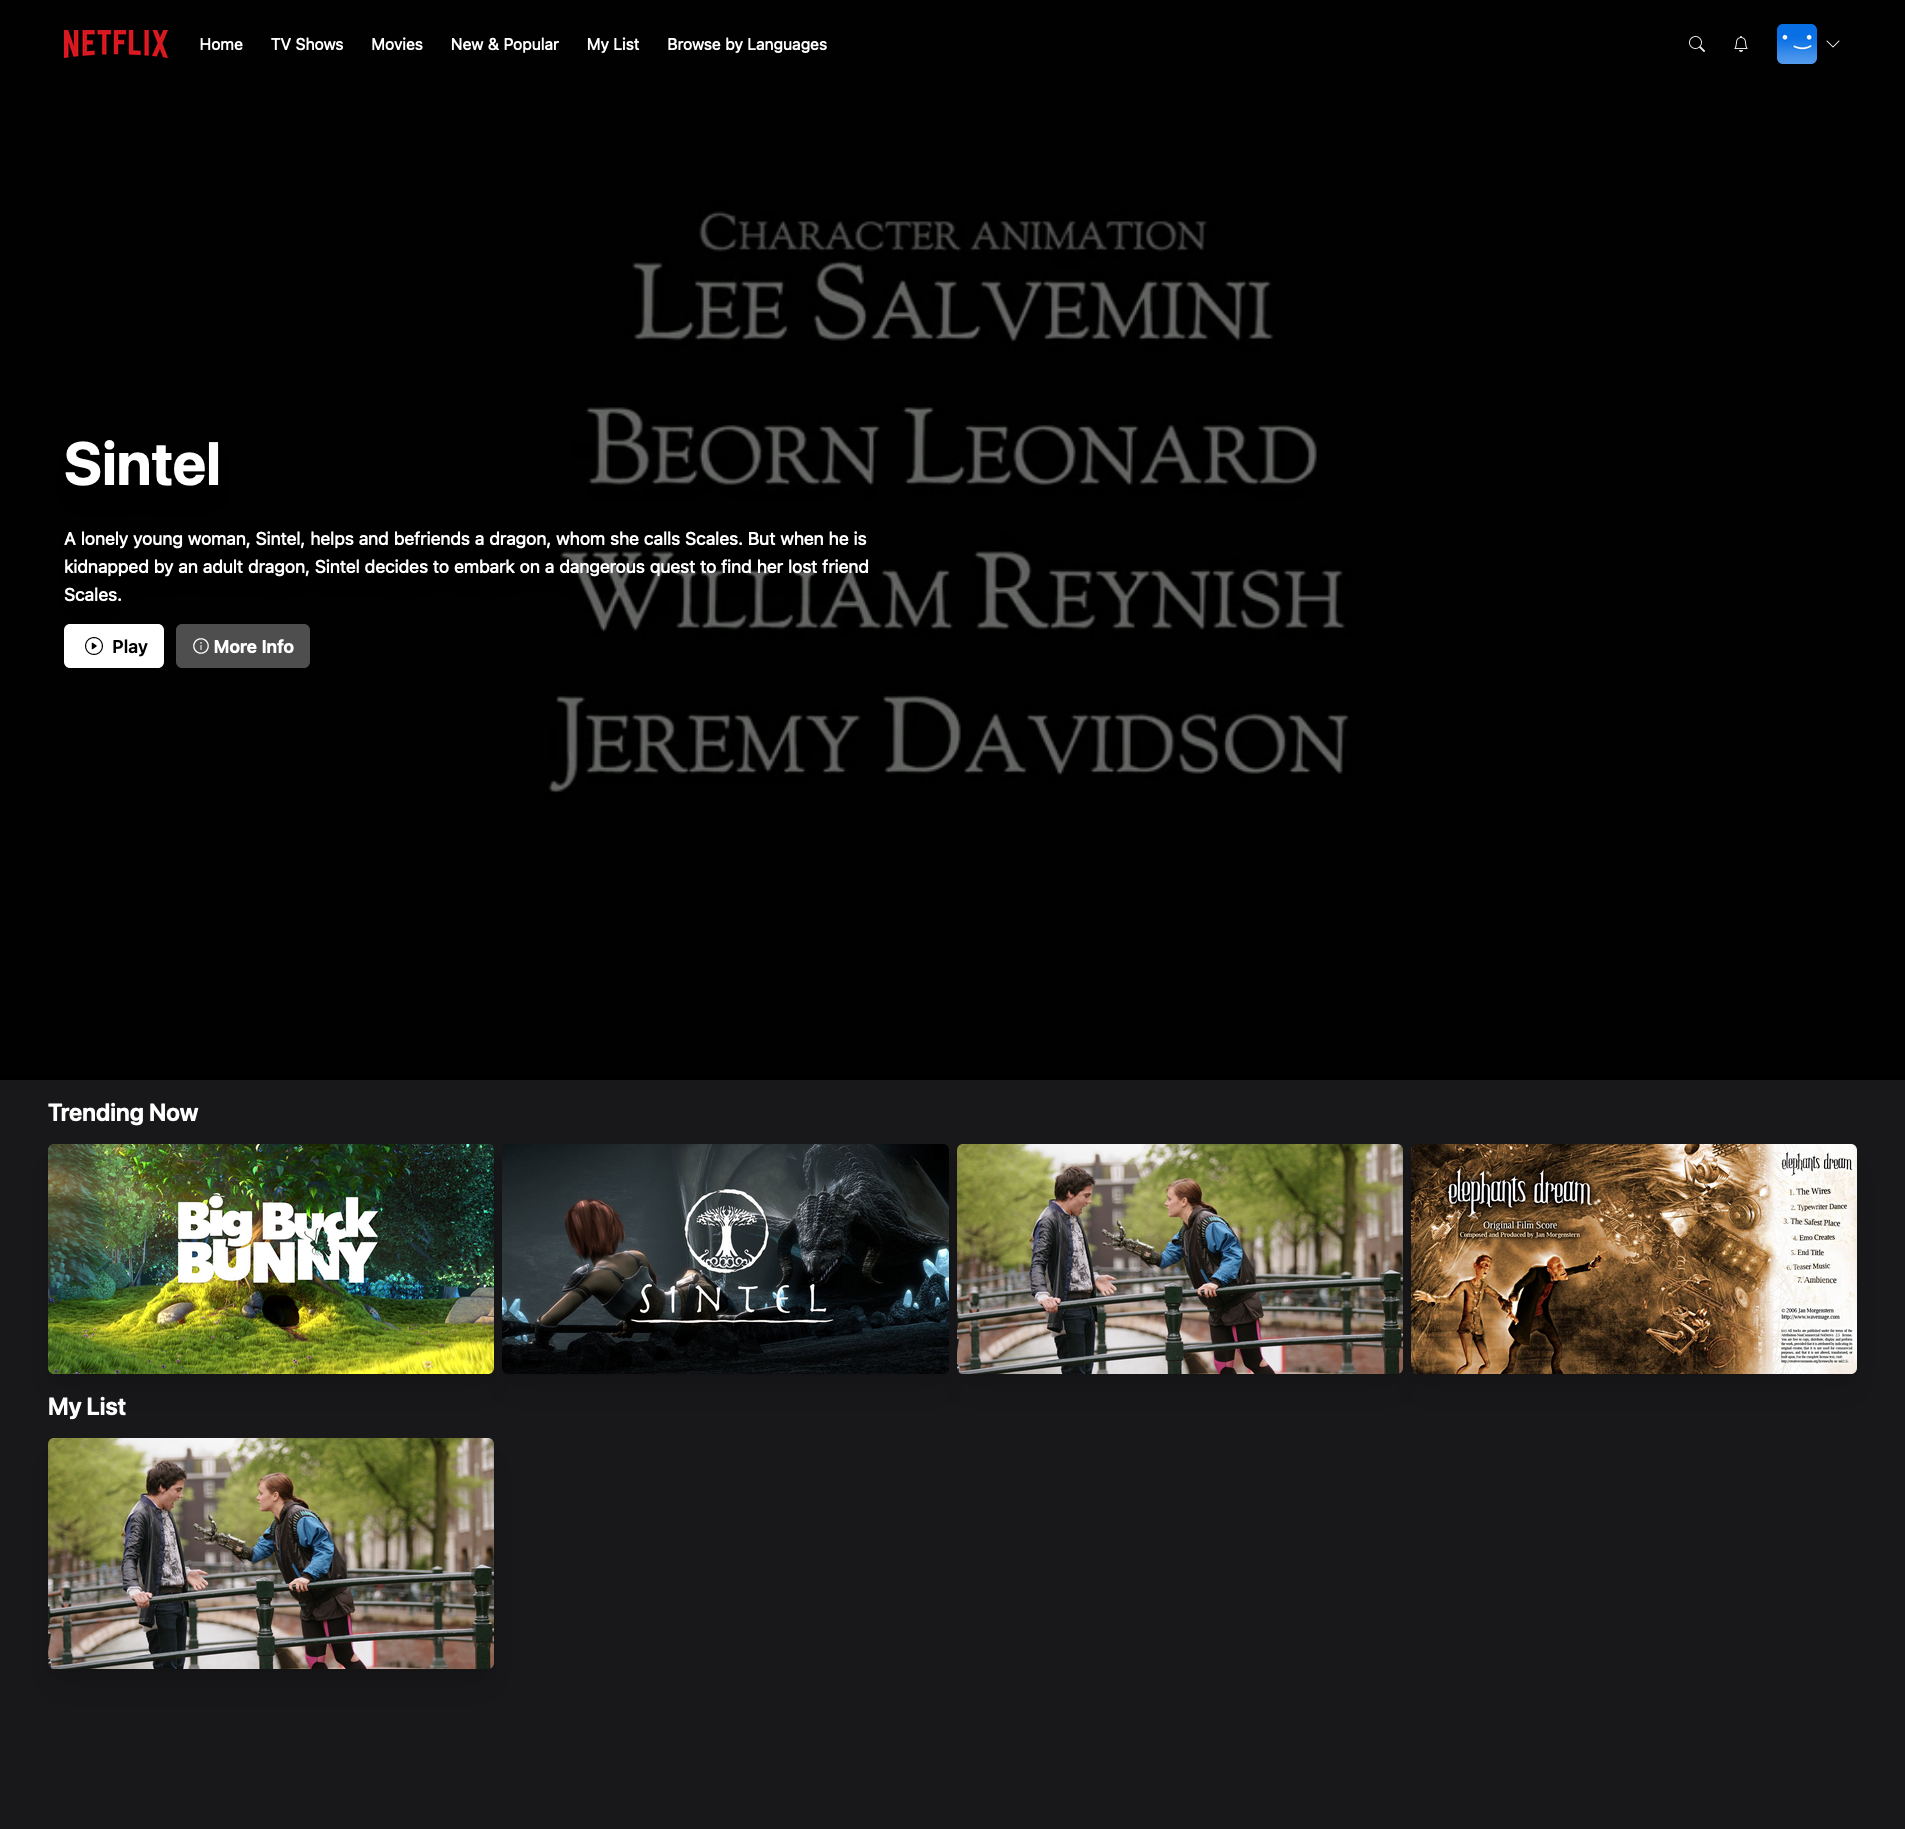 NETFLIX
Home
TV Shows
Movies
New & Popular
My List
Browse by Languages
CHARACTER ANIMATION
LEE SALVEMINI
BEORN LEONARD
WILLIAM REYNISH
JEREMY DAVIDSON
Sintel
A lonely young woman, Sintel, helps and befriends a dragon, whom she calls Scales. But when he is
kidnapped by an adult dragon, Sintel decides to embark on a dangerous quest to find her lost friend
Scales.
Play
More Info
Trending Now
Big Buck
BUNNY
SINTEL
elephants dream
Original Film Score
Composed and Produced by Jan Morgenstern
elephants dream
1. The Wires
2. Typewriter Dance
3. The Safest Place
4. Emo Creates
5. End Title
6. Teaser Music
7. Ambience
© 2006 Jan Morgenstern
http://www.wavemage.com
My List